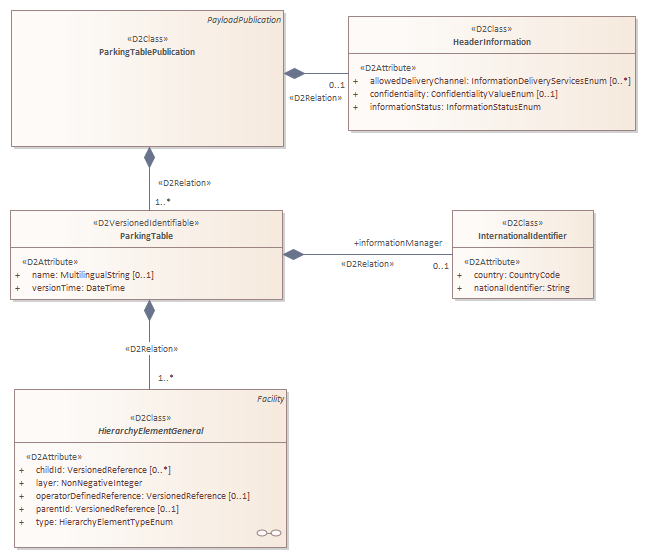 PayloadPublication
«D2Class»
ParkingTablePublication
«D2Class»
HeaderInformation
«D2Attribute»
+ allowedDeliveryChannel: InformationDeliveryServicesEnum [0..*]
+ confidentiality: ConfidentialityValueEnum [0..1]
+ informationStatus: InformationStatusEnum
0..1
«D2Relation»
«D2Relation»
1..*
«D2VersionedIdentifiable»
ParkingTable
«D2Attribute»
+ name: MultilingualString [0..1]
+ versionTime: DateTime
+informationManager
«D2Relation»
0..1
«D2Class»
InternationalIdentifier
«D2Attribute»
+ country: CountryCode
+ nationalIdentifier: String
«D2Relation»
1..*
Facility
«D2Class»
HierarchyElementGeneral
«D2Attribute»
+ childId: VersionedReference [0..*]
+ layer: NonNegativeInteger
+ operatorDefinedReference: VersionedReference [0..1]
+ parentId: VersionedReference [0..1]
+ type: HierarchyElementTypeEnum